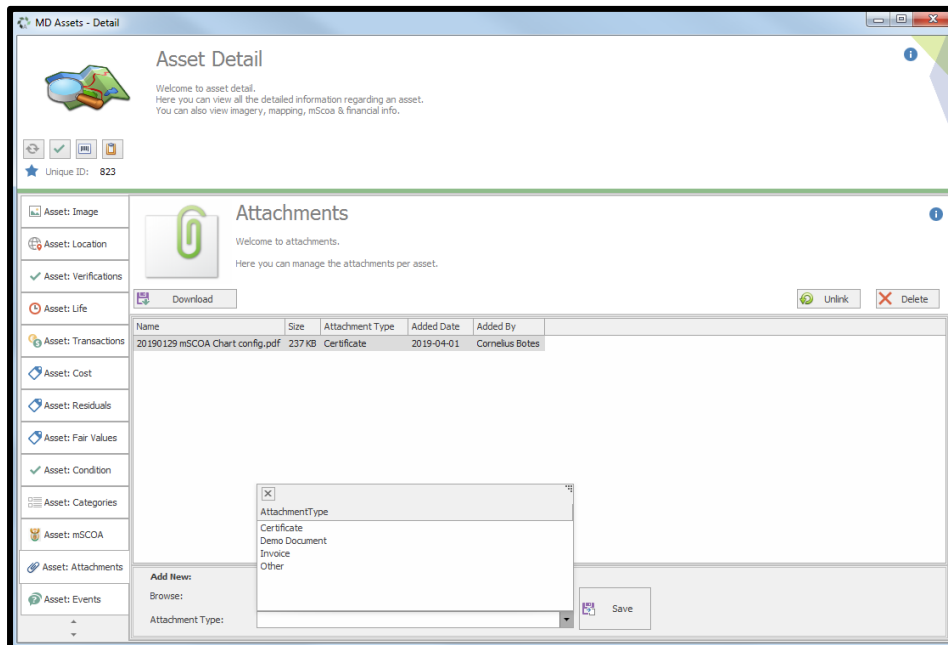 MD Assets - Detail
Asset Detail
Welcome to asset detail.
Here you can view all the detailed information regarding an asset.
You can also view imagery, mapping, mScoa & financial info.
Unique ID: 823
Asset: Image
Asset: Location
Asset: Verifications
Asset: Life
Asset: Transactions
Asset: Cost
Asset: Residuals
Asset: Fair Values
Asset: Condition
Asset: Categories
Asset: mSCOA
Asset: Attachments
Asset: Events
Attachments
Welcome to attachments.
Here you can manage the attachments per asset.
Download Unlink Delete
Name Size Attachment Type Added Date Added By
20190129 mSCOA Chart config.pdf 237 KB Certificate 2019-04-01 Cornelius Botes
AttachmentType
Certificate
Demo Document
Invoice
Other
Add New:
Browse:
Attachment Type:
Save